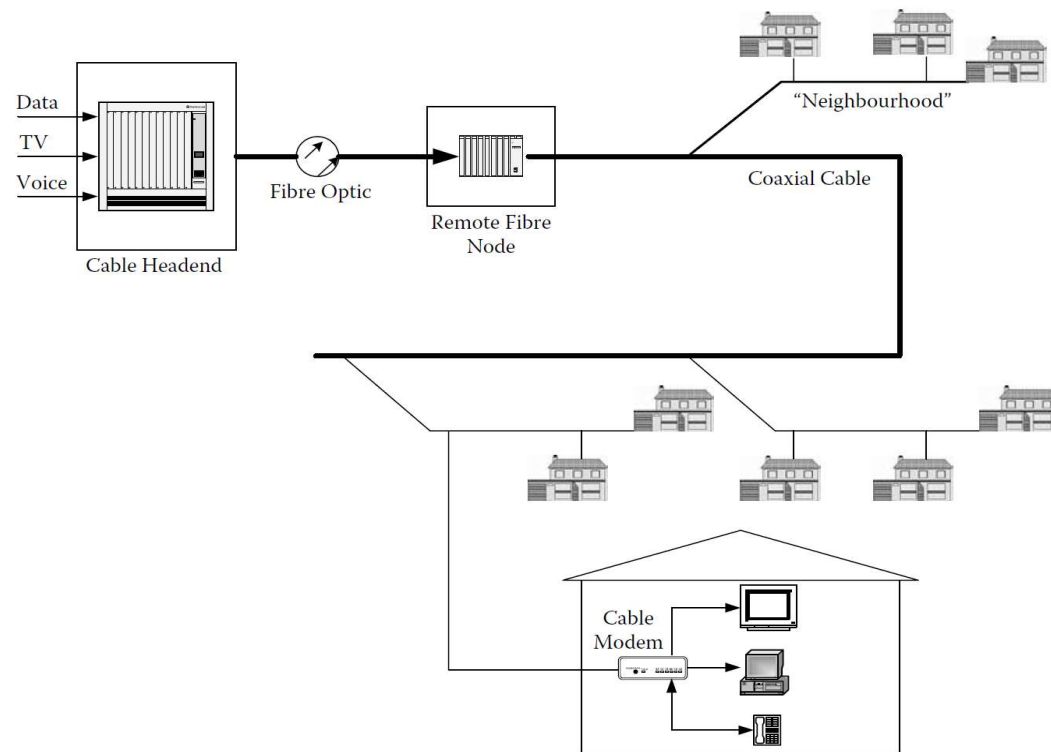 Data
TV
Voice
Cable Headend
Fibre Optic
Remote Fibre
Node
“Neighbourhood”
Coaxial Cable
Cable
Modem